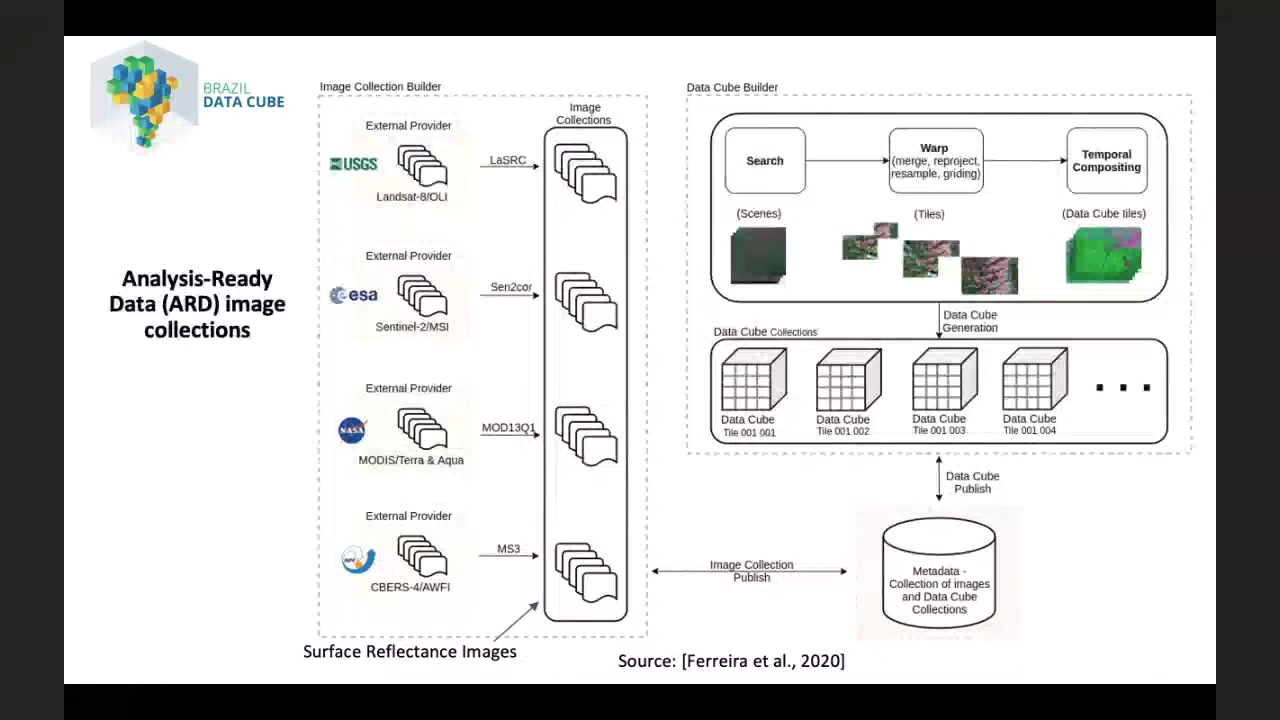 BRAZIL
DATA CUBE
Analysis-Ready
Data (ARD) image
collections
Image Collection Builder
Image
Collections
External Provider
USGS
LaSRC
Landsat-8/OLI
External Provider
esa
Sen2cor
Sentinel-2/MSI
External Provider
NASA
MOD13Q1
MODIS/Terra & Aqua
External Provider
INPE
MS3
CBERS-4/AWFI
Surface Reflectance Images
Data Cube Builder
Search
Warp
(merge, reproject,
resample, griding)
Temporal
Compositing
(Scenes)
(Tiles)
(Data Cube tiles)
Data Cube
Generation
Data Cube Collections
Data Cube
Tile 001 001
Data Cube
Tile 001 002
Data Cube
Tile 001 003
Data Cube
Tile 001 004
Data Cube
Publish
Image Collection
Publish
Metadata -
Collection of images
and Data Cube
Collections
Source: [Ferreira et al., 2020]